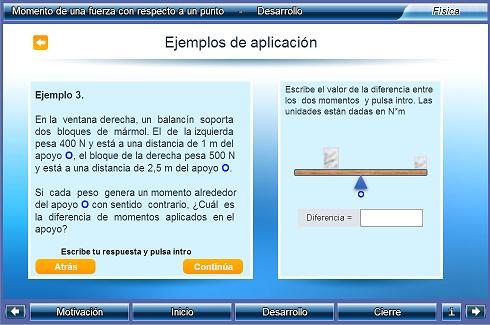 Momento de una fuerza con respecto a un punto - Desarrollo Física
Ejemplos de aplicación
Ejemplo 3.
En la ventana derecha, un balancín soporta
dos bloques de mármol. El de la izquierda
pesa 400 N y está a una distancia de 1 m del
apoyo O, el bloque de la derecha pesa 500 N
y está a una distancia de 2,5 m del apoyo O.
Si cada peso genera un momento alrededor
del apoyo O con sentido contrario, ¿Cuál es
la diferencia de momentos aplicados en el
apoyo?
Escribe tu respuesta y pulsa intro
Atrás Continúa
Escribe el valor de la diferencia entre
los dos momentos y pulsa intro. Las
unidades están dadas en N*m
O
Diferencia =
Motivación Inicio Desarrollo Cierre i